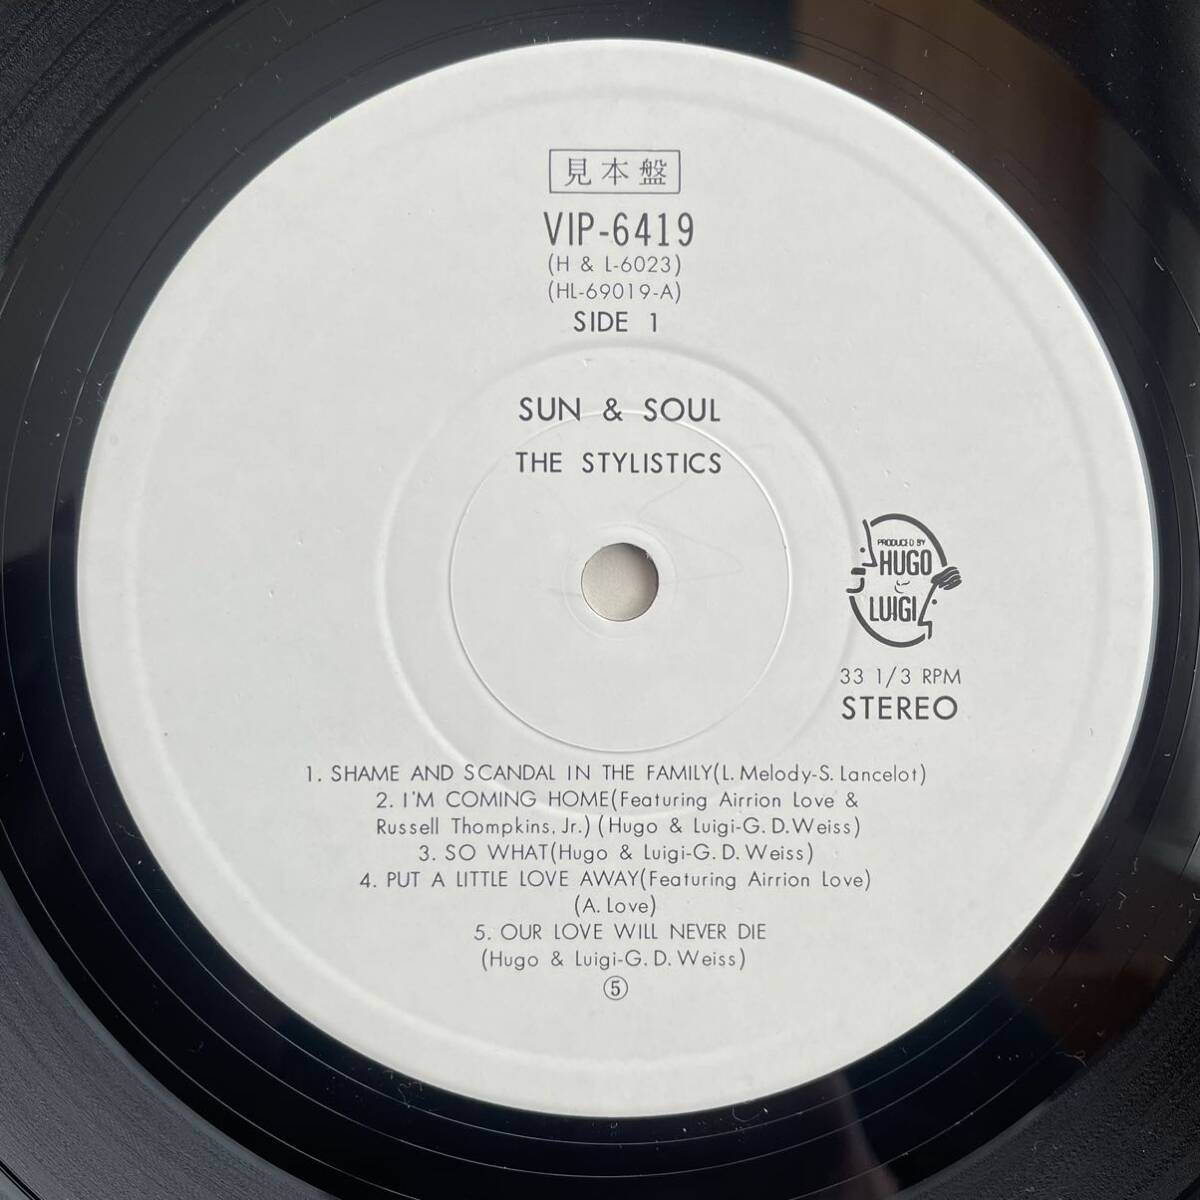 見本盤
VIP-6419
(H & L-6023)
(HL-69019-A)
SIDE 1
SUN & SOUL
THE STYLISTICS
PRODUCED BY
HUGO
&
LUIGI
33 1/3 RPM
STEREO
1. SHAME AND SCANDAL IN THE FAMILY(L. Melody-S. Lancelot)
2. I'M COMING HOME(Featuring Airrion Love &
Russell Thompkins, Jr.) (Hugo & Luigi-G. D. Weiss)
3. SO WHAT(Hugo & Luigi-G. D. Weiss)
4. PUT A LITTLE LOVE AWAY(Featuring Airrion Love)
(A. Love)
5. OUR LOVE WILL NEVER DIE
(Hugo & Luigi-G. D. Weiss)
⑤